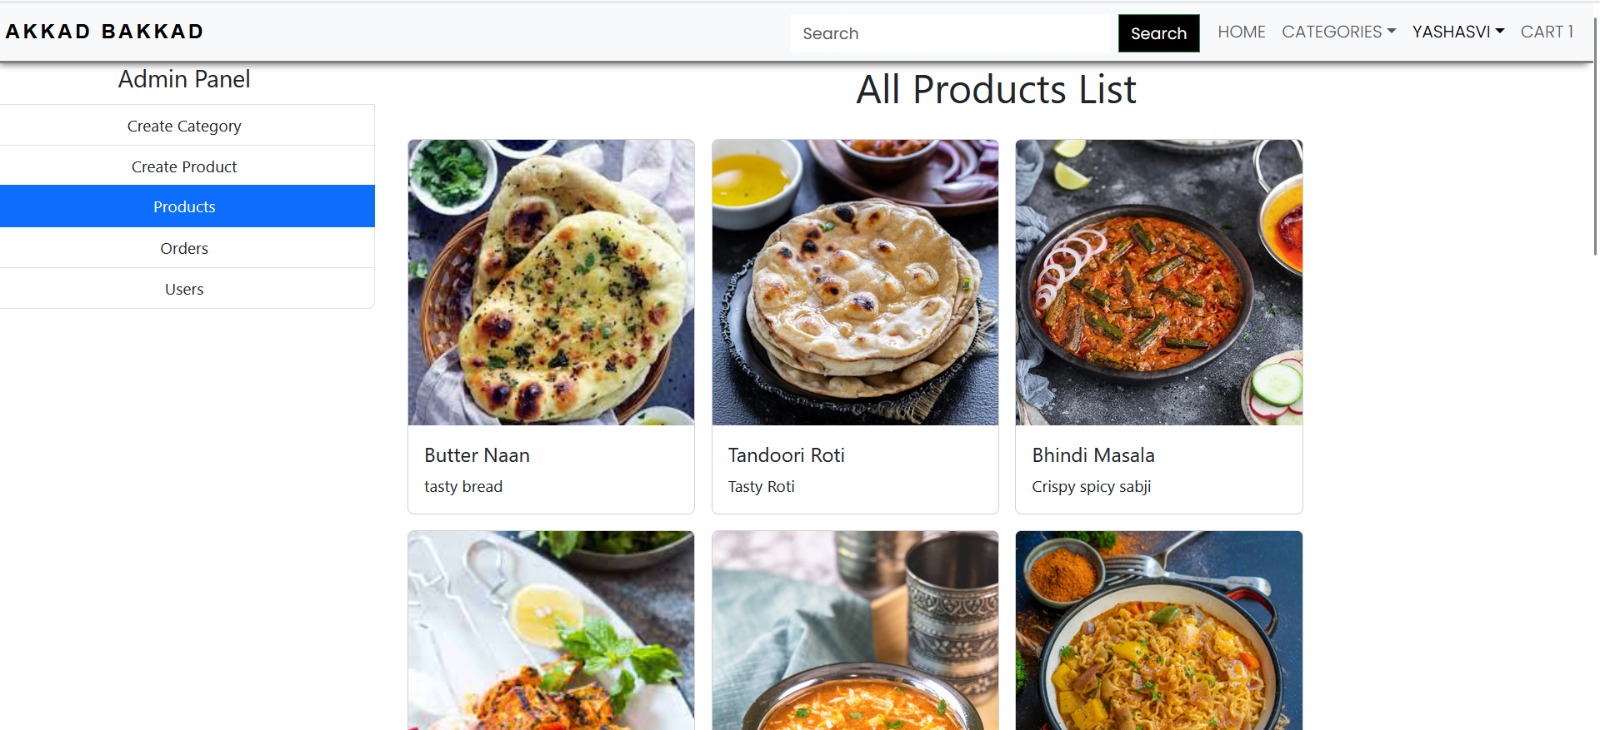 AKKAD BAKKAD
Search
Search
HOME
CATEGORIES
YASHASVI
CART 1
Admin Panel
Create Category
Create Product
Products
Orders
Users
All Products List
Butter Naan
tasty bread
Tandoori Roti
Tasty Roti
Bhindi Masala
Crispy spicy sabji